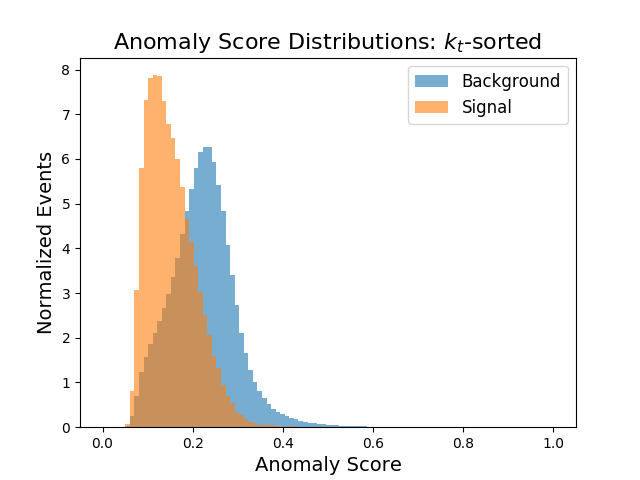 Anomaly Score Distributions: $k_t$-sorted
Background
Signal
Normalized Events
8
7
6
5
4
3
2
1
0
0.0 0.2 0.4 0.6 0.8 1.0
Anomaly Score